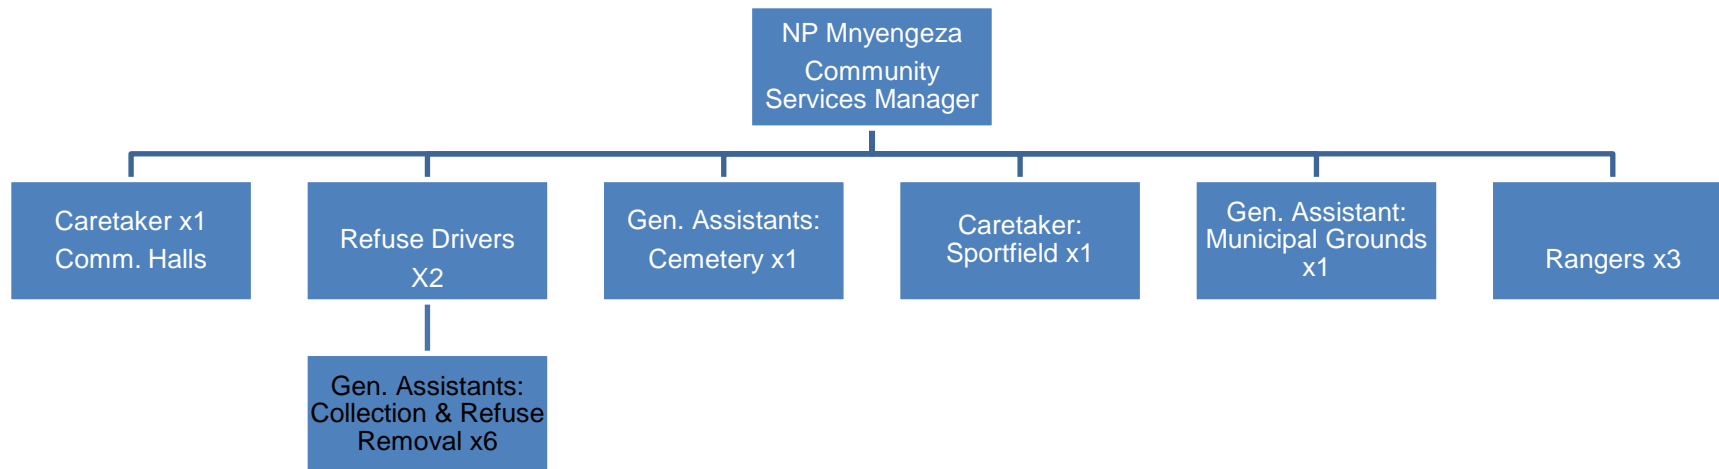 NP Mnyengeza
Community
Services Manager
Caretaker x1
Comm. Halls
Refuse Drivers
X2
Gen. Assistants:
Cemetery x1
Caretaker:
Sportfield x1
Gen. Assistant:
Municipal Grounds
x1
Rangers x3
Gen. Assistants:
Collection & Refuse
Removal x6